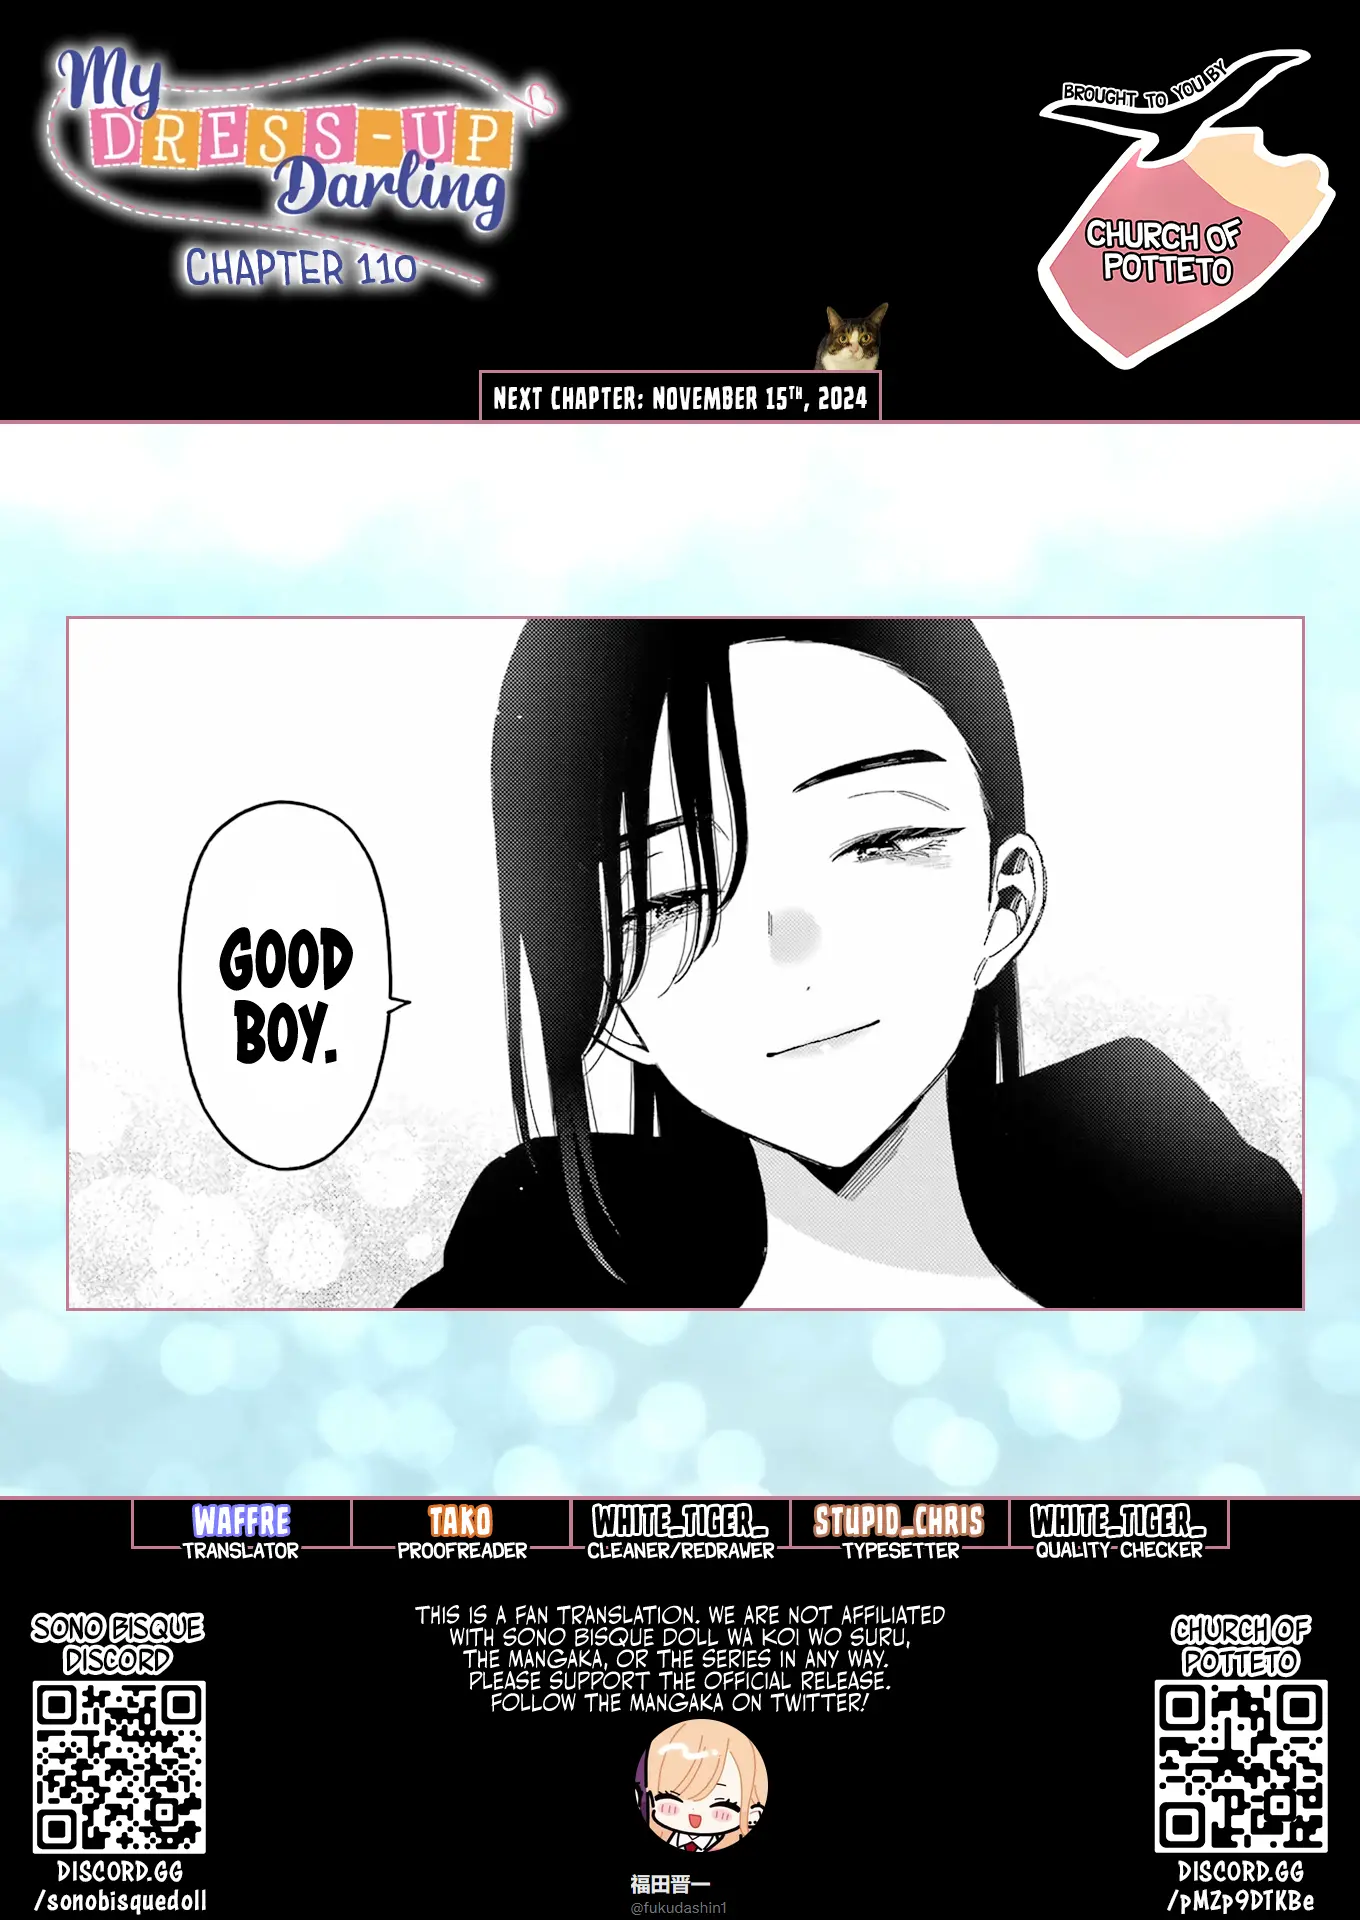 My
DRESS-UP
Darling
CHAPTER 110
BROUGHT TO YOU BY
CHURCH OF
POTTETO
NEXT CHAPTER: NOVEMBER 15TH, 2024
GOOD
BOY.
WAFFRE
TRANSLATOR
TAKO
PROOFREADER
WHITE_TIGER_
CLEANER/REDRAWER
STUPID_CHRIS
TYPESETTER
WHITE_TIGER_
QUALITY CHECKER
THIS IS A FAN TRANSLATION. WE ARE NOT AFFILIATED
WITH SONO BISQUE DOLL WA KOI WO SURU,
THE MANGAKA, OR THE SERIES IN ANY WAY.
PLEASE SUPPORT THE OFFICIAL RELEASE.
FOLLOW THE MANGAKA ON TWITTER!
SONO BISQUE
DISCORD
DISCORD.GG
/sonobisquedoll
福田晋一
@fukudashin1
CHURCH OF
POTTETO
DISCORD.GG
/pMZp9DTKBe